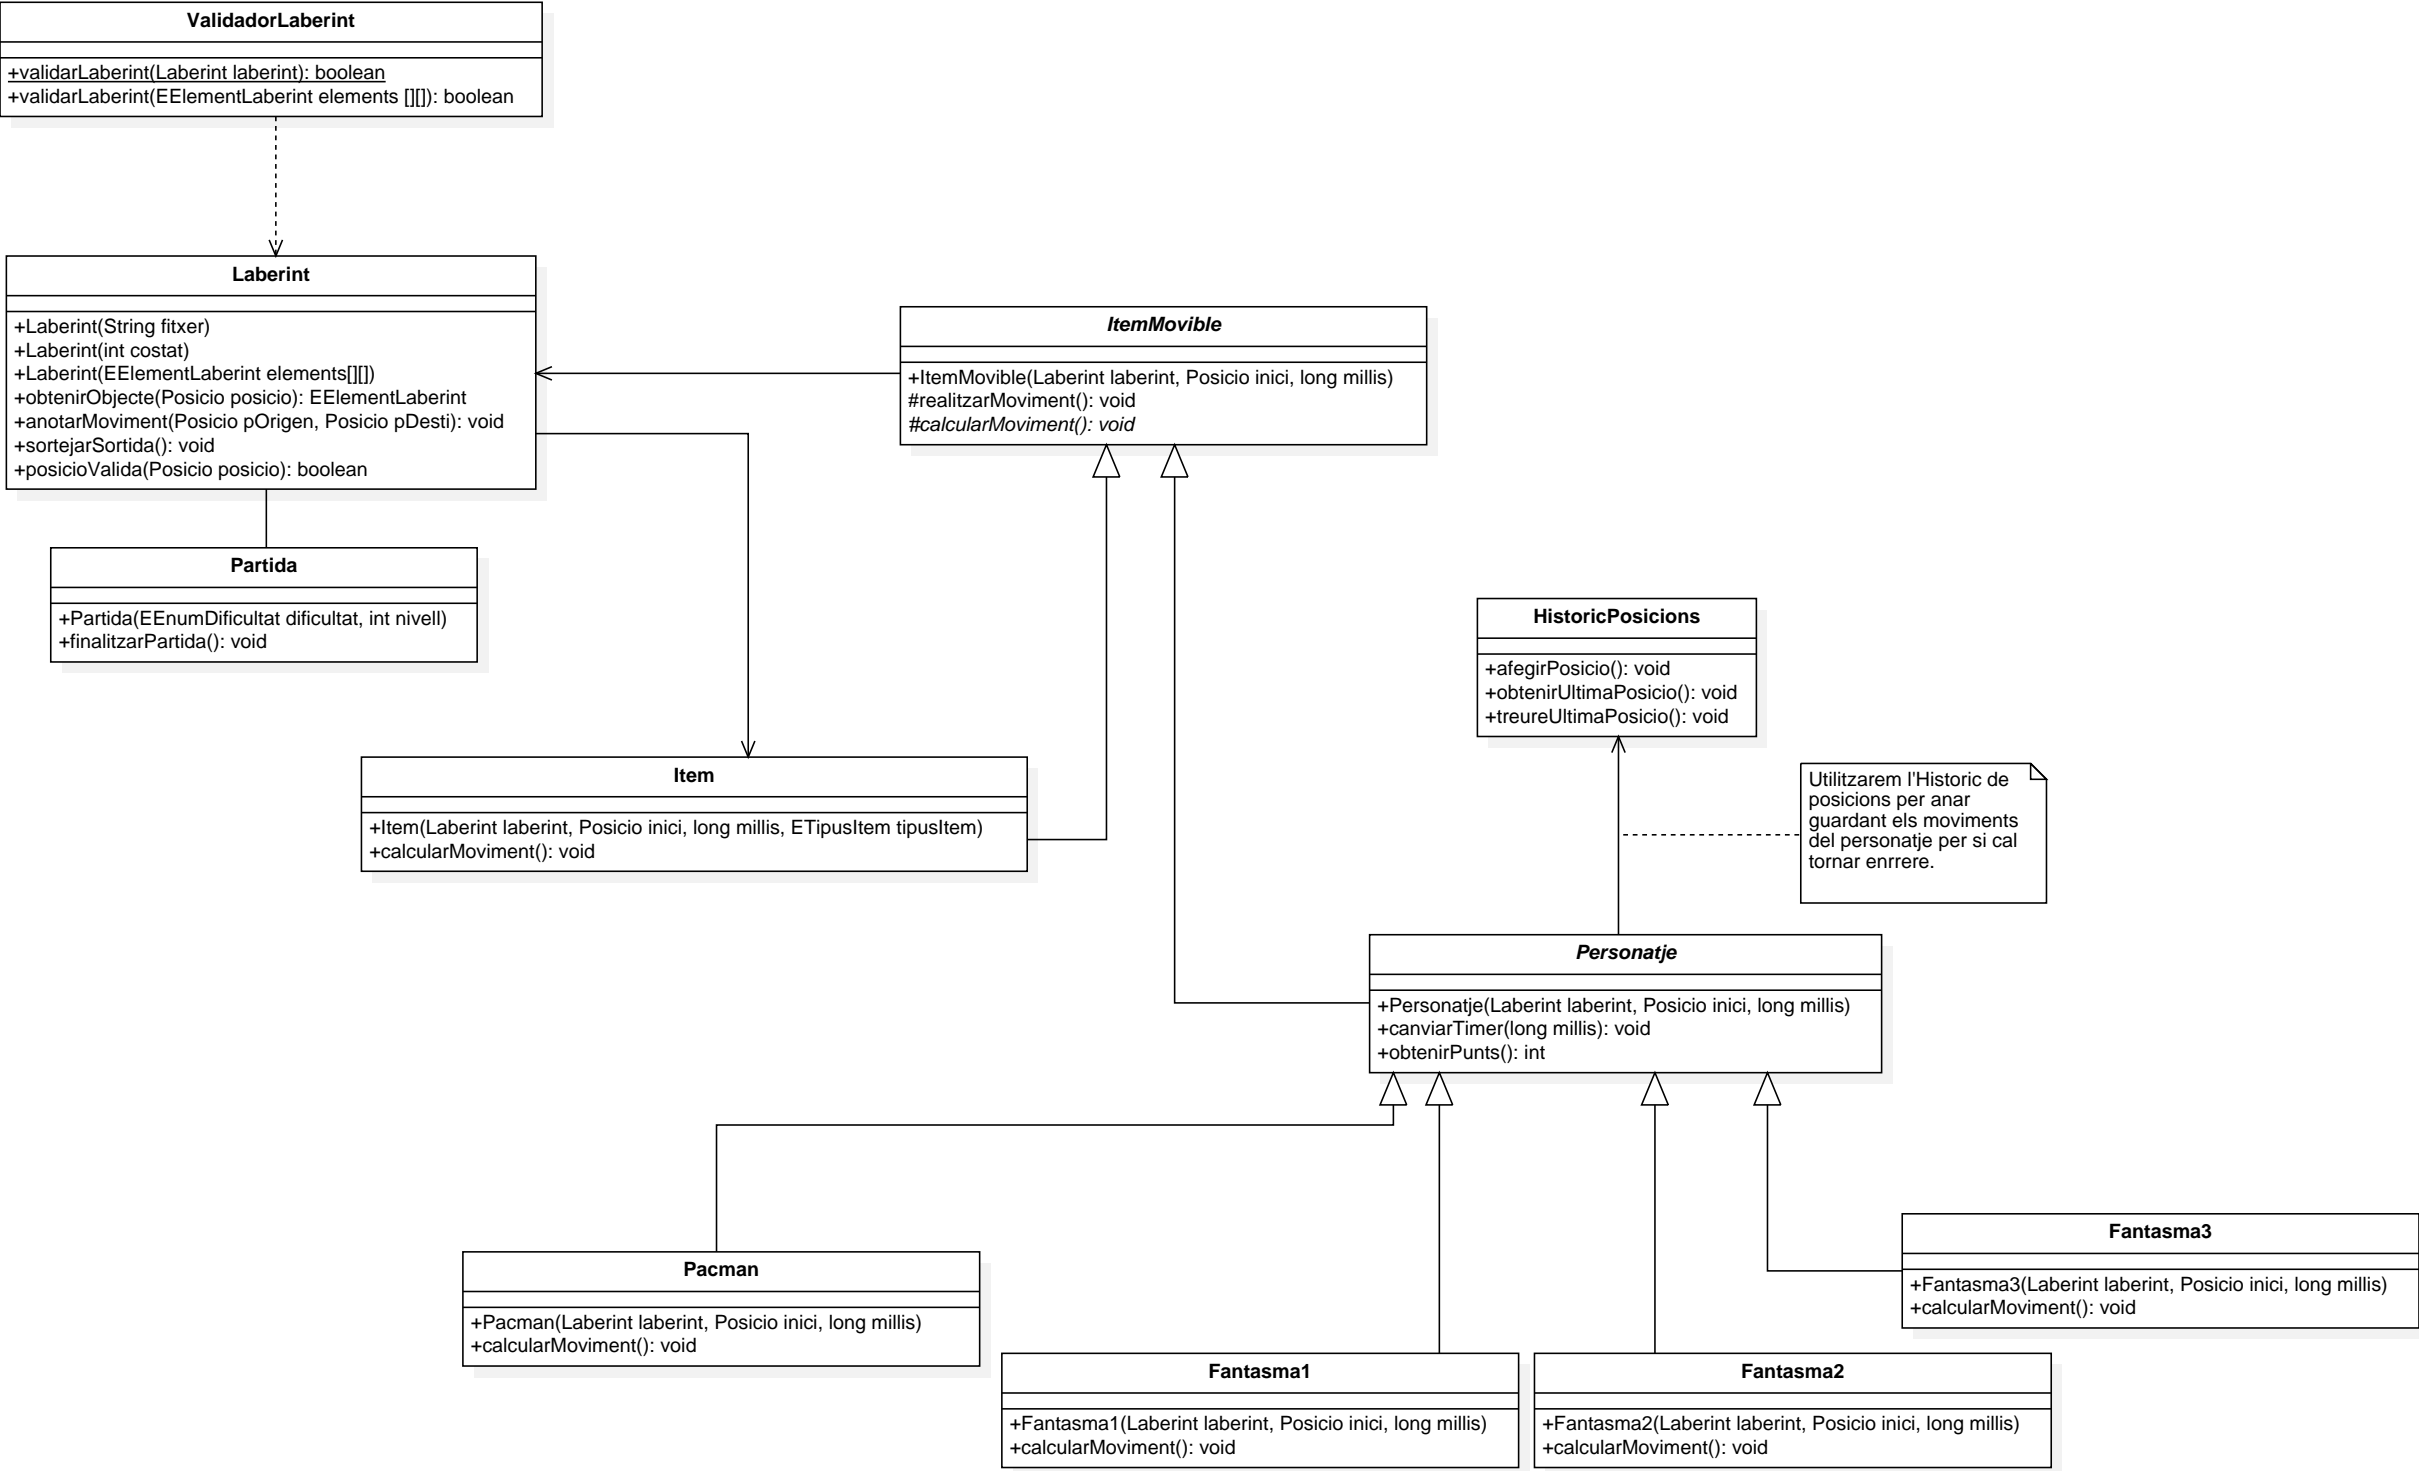 ValidadorLaberint
+validarLaberint(Laberint laberint): boolean
+validarLaberint(EElementLaberint elements [][]): boolean
Laberint
+Laberint(String fitxer)
+Laberint(int costat)
+Laberint(EElementLaberint elements[][])
+obtenirObjecte(Posicio posicio): EElementLaberint
+anotarMoviment(Posicio pOrigen, Posicio pDesti): void
+sortejarSortida(): void
+posicioValida(Posicio posicio): boolean
ItemMovible
+ItemMovible(Laberint laberint, Posicio inici, long millis)
#realitzarMoviment(): void
#calcularMoviment(): void
Partida
+Partida(EEnumDificultat dificultat, int nivell)
+finalitzarPartida(): void
HistoricPosicions
+afegirPosicio(): void
+obtenirUltimaPosicio(): void
+treureUltimaPosicio(): void
Item
+Item(Laberint laberint, Posicio inici, long millis, ETipusItem tipusItem)
+calcularMoviment(): void
Utilitzarem l'Historic de
posicions per anar
guardant els moviments
del personatje per si cal
tornar enrrere.
Personatje
+Personatje(Laberint laberint, Posicio inici, long millis)
+canviarTimer(long millis): void
+obtenirPunts(): int
Pacman
+Pacman(Laberint laberint, Posicio inici, long millis)
+calcularMoviment(): void
Fantasma3
+Fantasma3(Laberint laberint, Posicio inici, long millis)
+calcularMoviment(): void
Fantasma1
+Fantasma1(Laberint laberint, Posicio inici, long millis)
+calcularMoviment(): void
Fantasma2
+Fantasma2(Laberint laberint, Posicio inici, long millis)
+calcularMoviment(): void